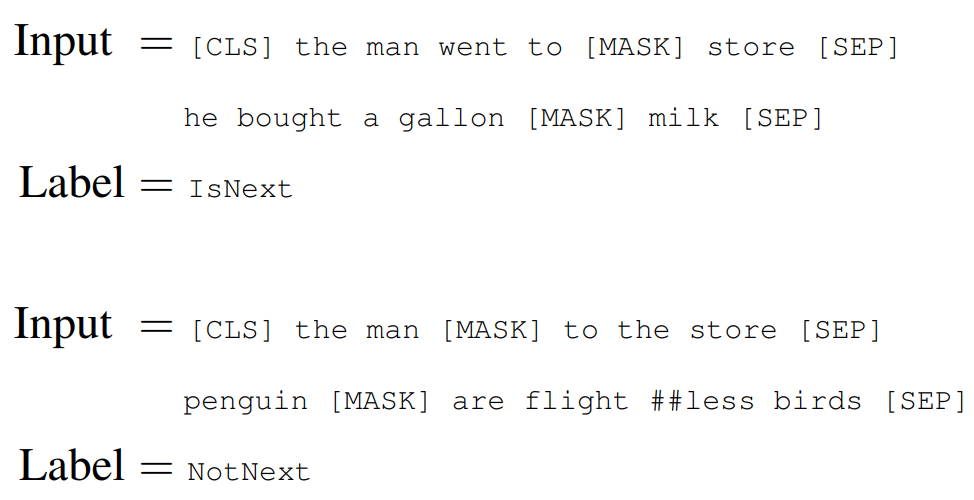 Input = [CLS] the man went to [MASK] store [SEP]
he bought a gallon [MASK] milk [SEP]
Label = IsNext
Input = [CLS] the man [MASK] to the store [SEP]
penguin [MASK] are flight ##less birds [SEP]
Label = NotNext